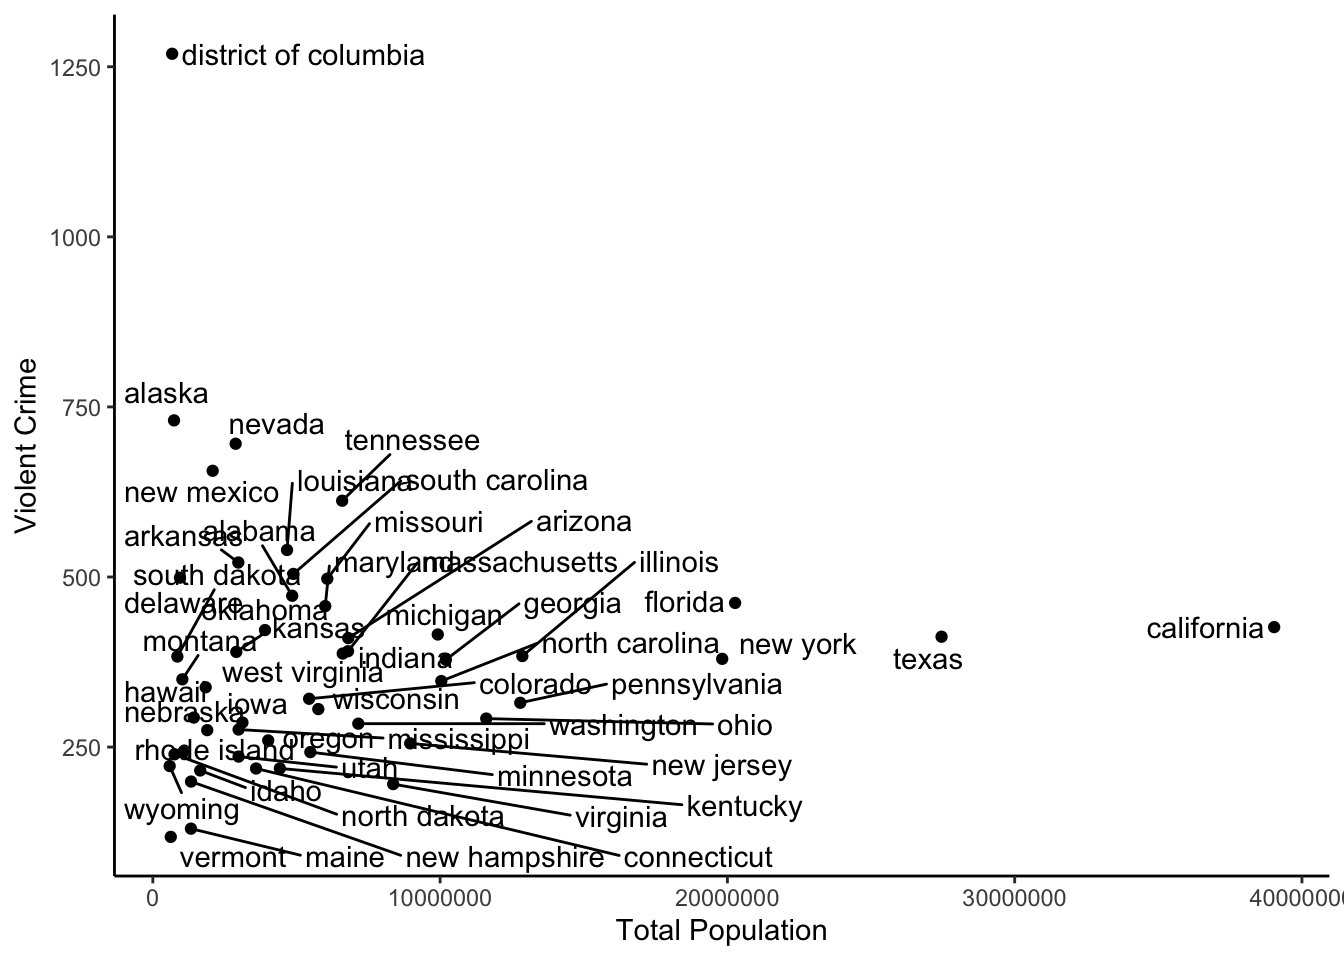 district of columbia
1250
1000
alaska
750
nevada
tennessee
louisiana
south carolina
new mexico
missouri
arizona
alabama
arkansas
maryland
massachusetts
illinois
500
south dakota
delaware
oklahoma
georgia
florida
michigan
kansas
california
montana
north carolina
new york
indiana
texas
west virginia
colorado
pennsylvania
hawaii
wisconsin
iowa
nebraska
washington
ohio
oregon
mississippi
250
rhode island
utah
new jersey
minnesota
idaho
kentucky
wyoming
north dakota
virginia
vermont
maine
new hampshire
connecticut
0
10000000
20000000
30000000
4000000
Total Population
Violent Crime